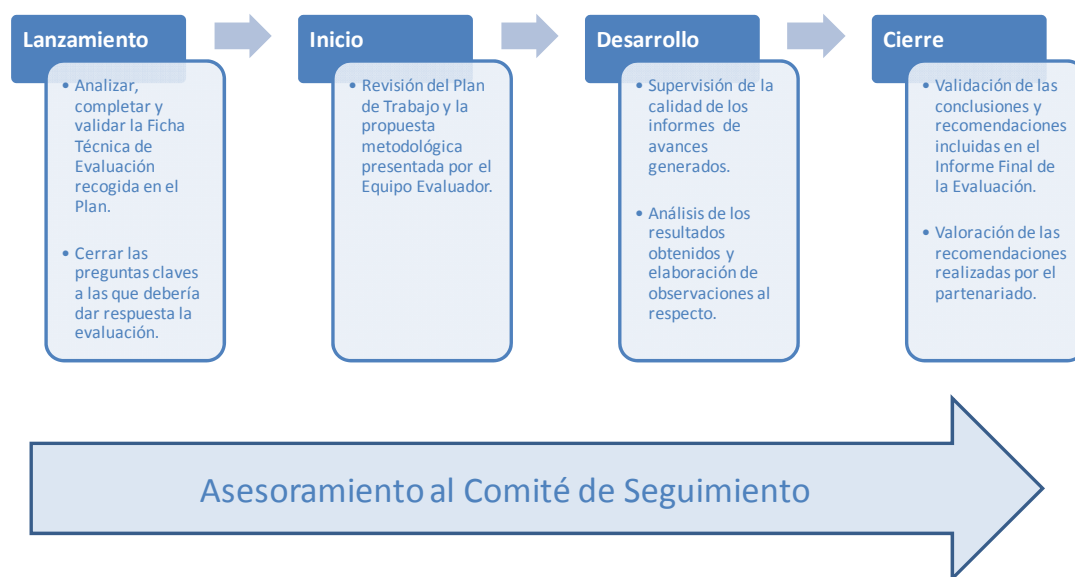 Lanzamiento
• Analizar,
completar y
validar la Ficha
Técnica de
Evaluación
recogida en el
Plan.
• Cerrar las
preguntas claves
a las que debería
dar respuesta la
evaluación.
Inicio
• Revisión del Plan
de Trabajo y la
propuesta
metodológica
presentada por el
Equipo Evaluador.
Desarrollo
• Supervisión de la
calidad de los
informes de
avances
generados.
• Análisis de los
resultados
obtenidos y
elaboración de
observaciones al
respecto.
Cierre
• Validación de las
conclusiones y
recomendaciones
incluidas en el
Informe Final de
la Evaluación.
• Valoración de las
recomendaciones
realizadas por el
partenariado.
Asesoramiento al Comité de Seguimiento